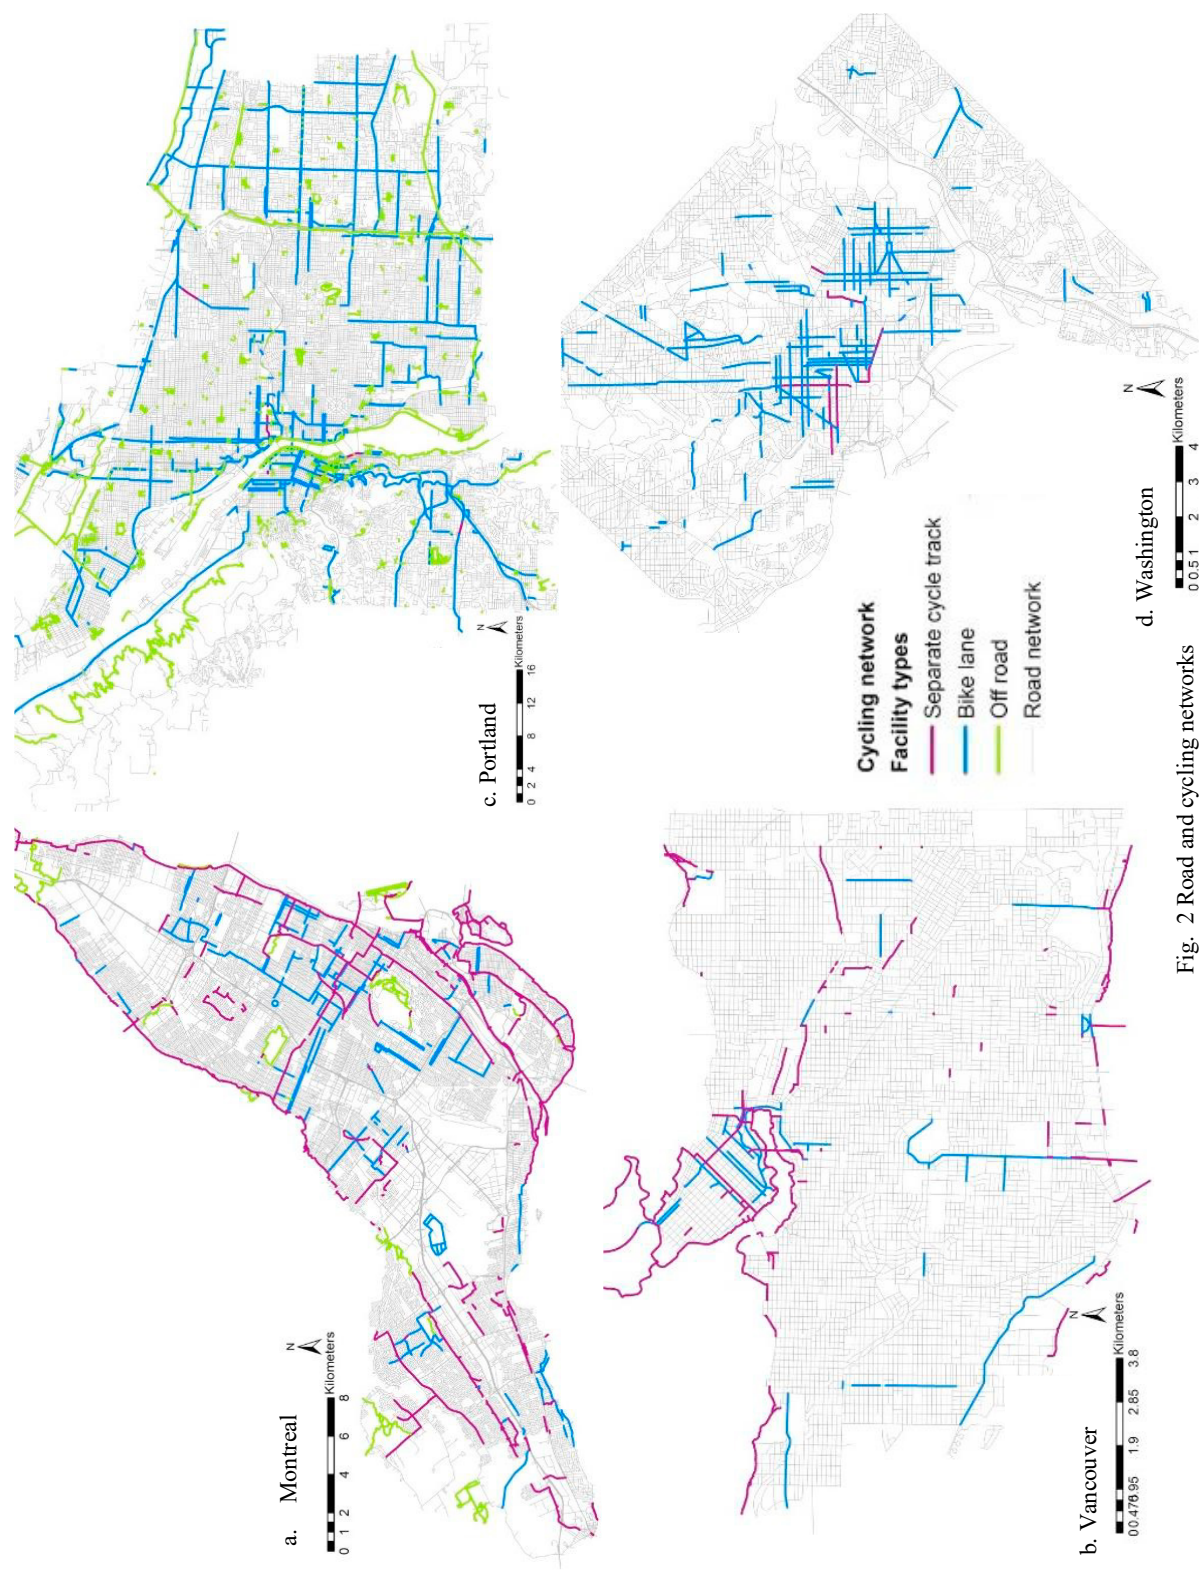 a. Montreal
N
0 1 2 4 6 8
Kilometers
b. Vancouver
N
0 0.475 0.95 1.9 2.85 3.8
Kilometers
c. Portland
N
0 2 4 8 12 16
Kilometers
Cycling network
Facility types
Separate cycle track
Bike lane
Off road
Road network
d. Washington
N
0 0.5 1 2 3 4
Kilometers
Fig. 2 Road and cycling networks